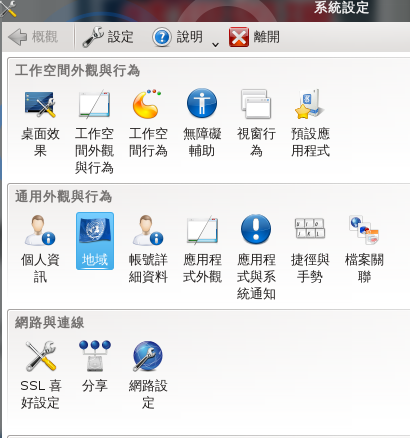 系統設定
概觀 設定 說明 離開
工作空間外觀與行為
桌面效果
工作空間外觀與行為
工作空間行為
無障礙輔助
視窗行為
預設應用程式
通用外觀與行為
個人資訊
地域
帳號詳細資料
應用程式外觀
應用程式與系統通知
捷徑與手勢
檔案關聯
網路與連線
SSL 喜好設定
分享
網路設定